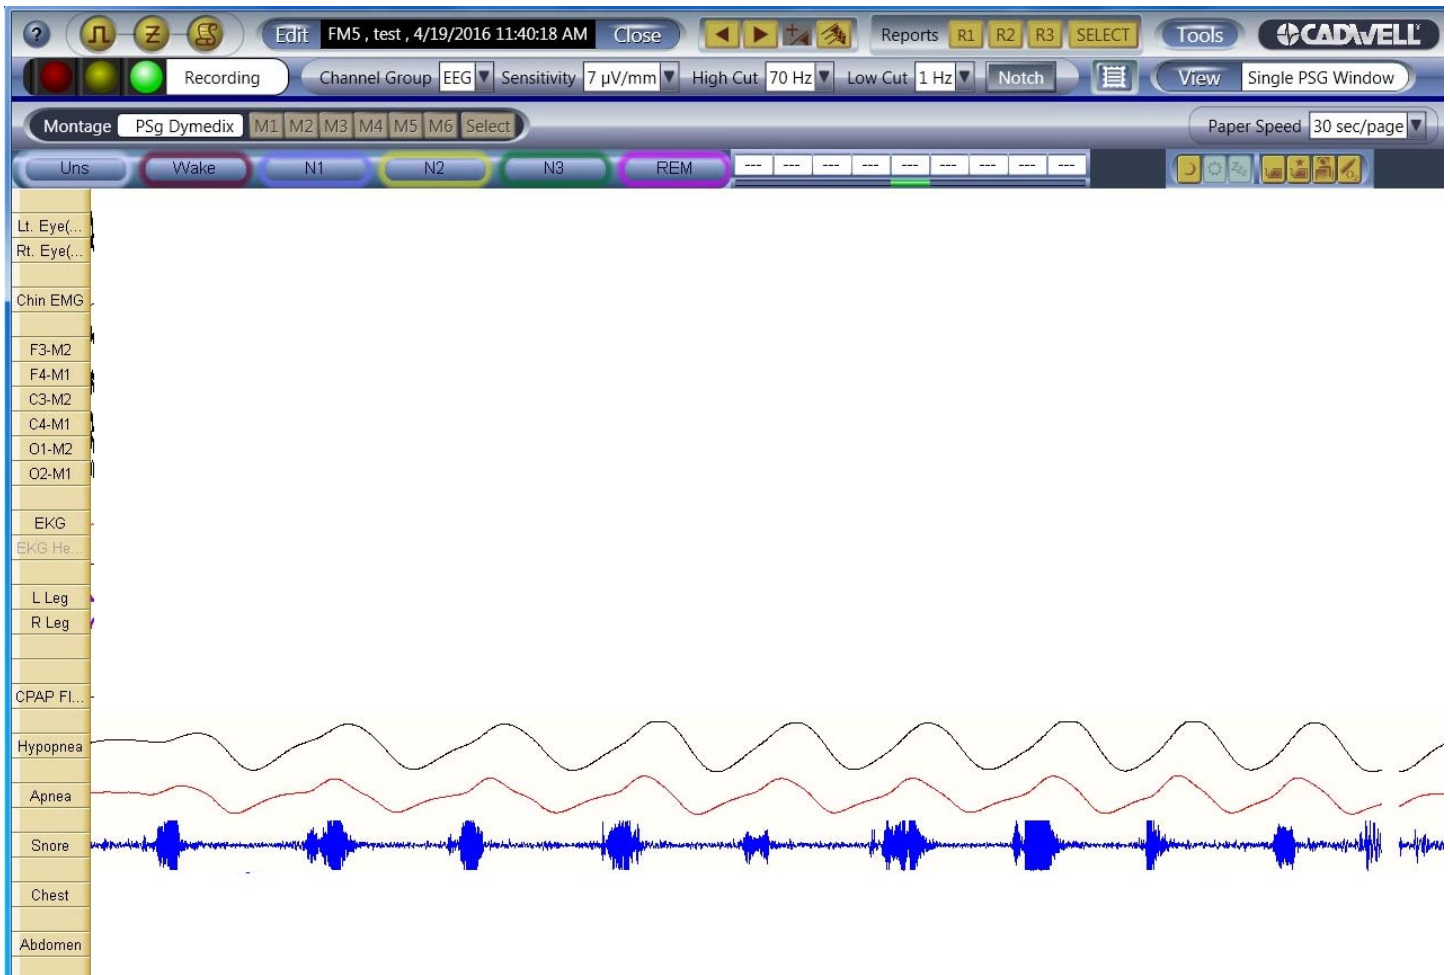 ? Edit FM5 , test , 4/19/2016 11:40:18 AM Close Reports R1 R2 R3 SELECT Tools CADWELL
Recording Channel Group EEG Sensitivity 7 µV/mm High Cut 70 Hz Low Cut 1 Hz Notch View Single PSG Window
Montage PSg Dymedix M1 M2 M3 M4 M5 M6 Select Paper Speed 30 sec/page
Uns Wake N1 N2 N3 REM --- --- --- --- --- --- --- --- ---
Lt. Eye(...
Rt. Eye(...
Chin EMG
F3-M2
F4-M1
C3-M2
C4-M1
O1-M2
O2-M1
EKG
EKG He...
L Leg
R Leg
CPAP Fl...
Hypopnea
Apnea
Snore
Chest
Abdomen